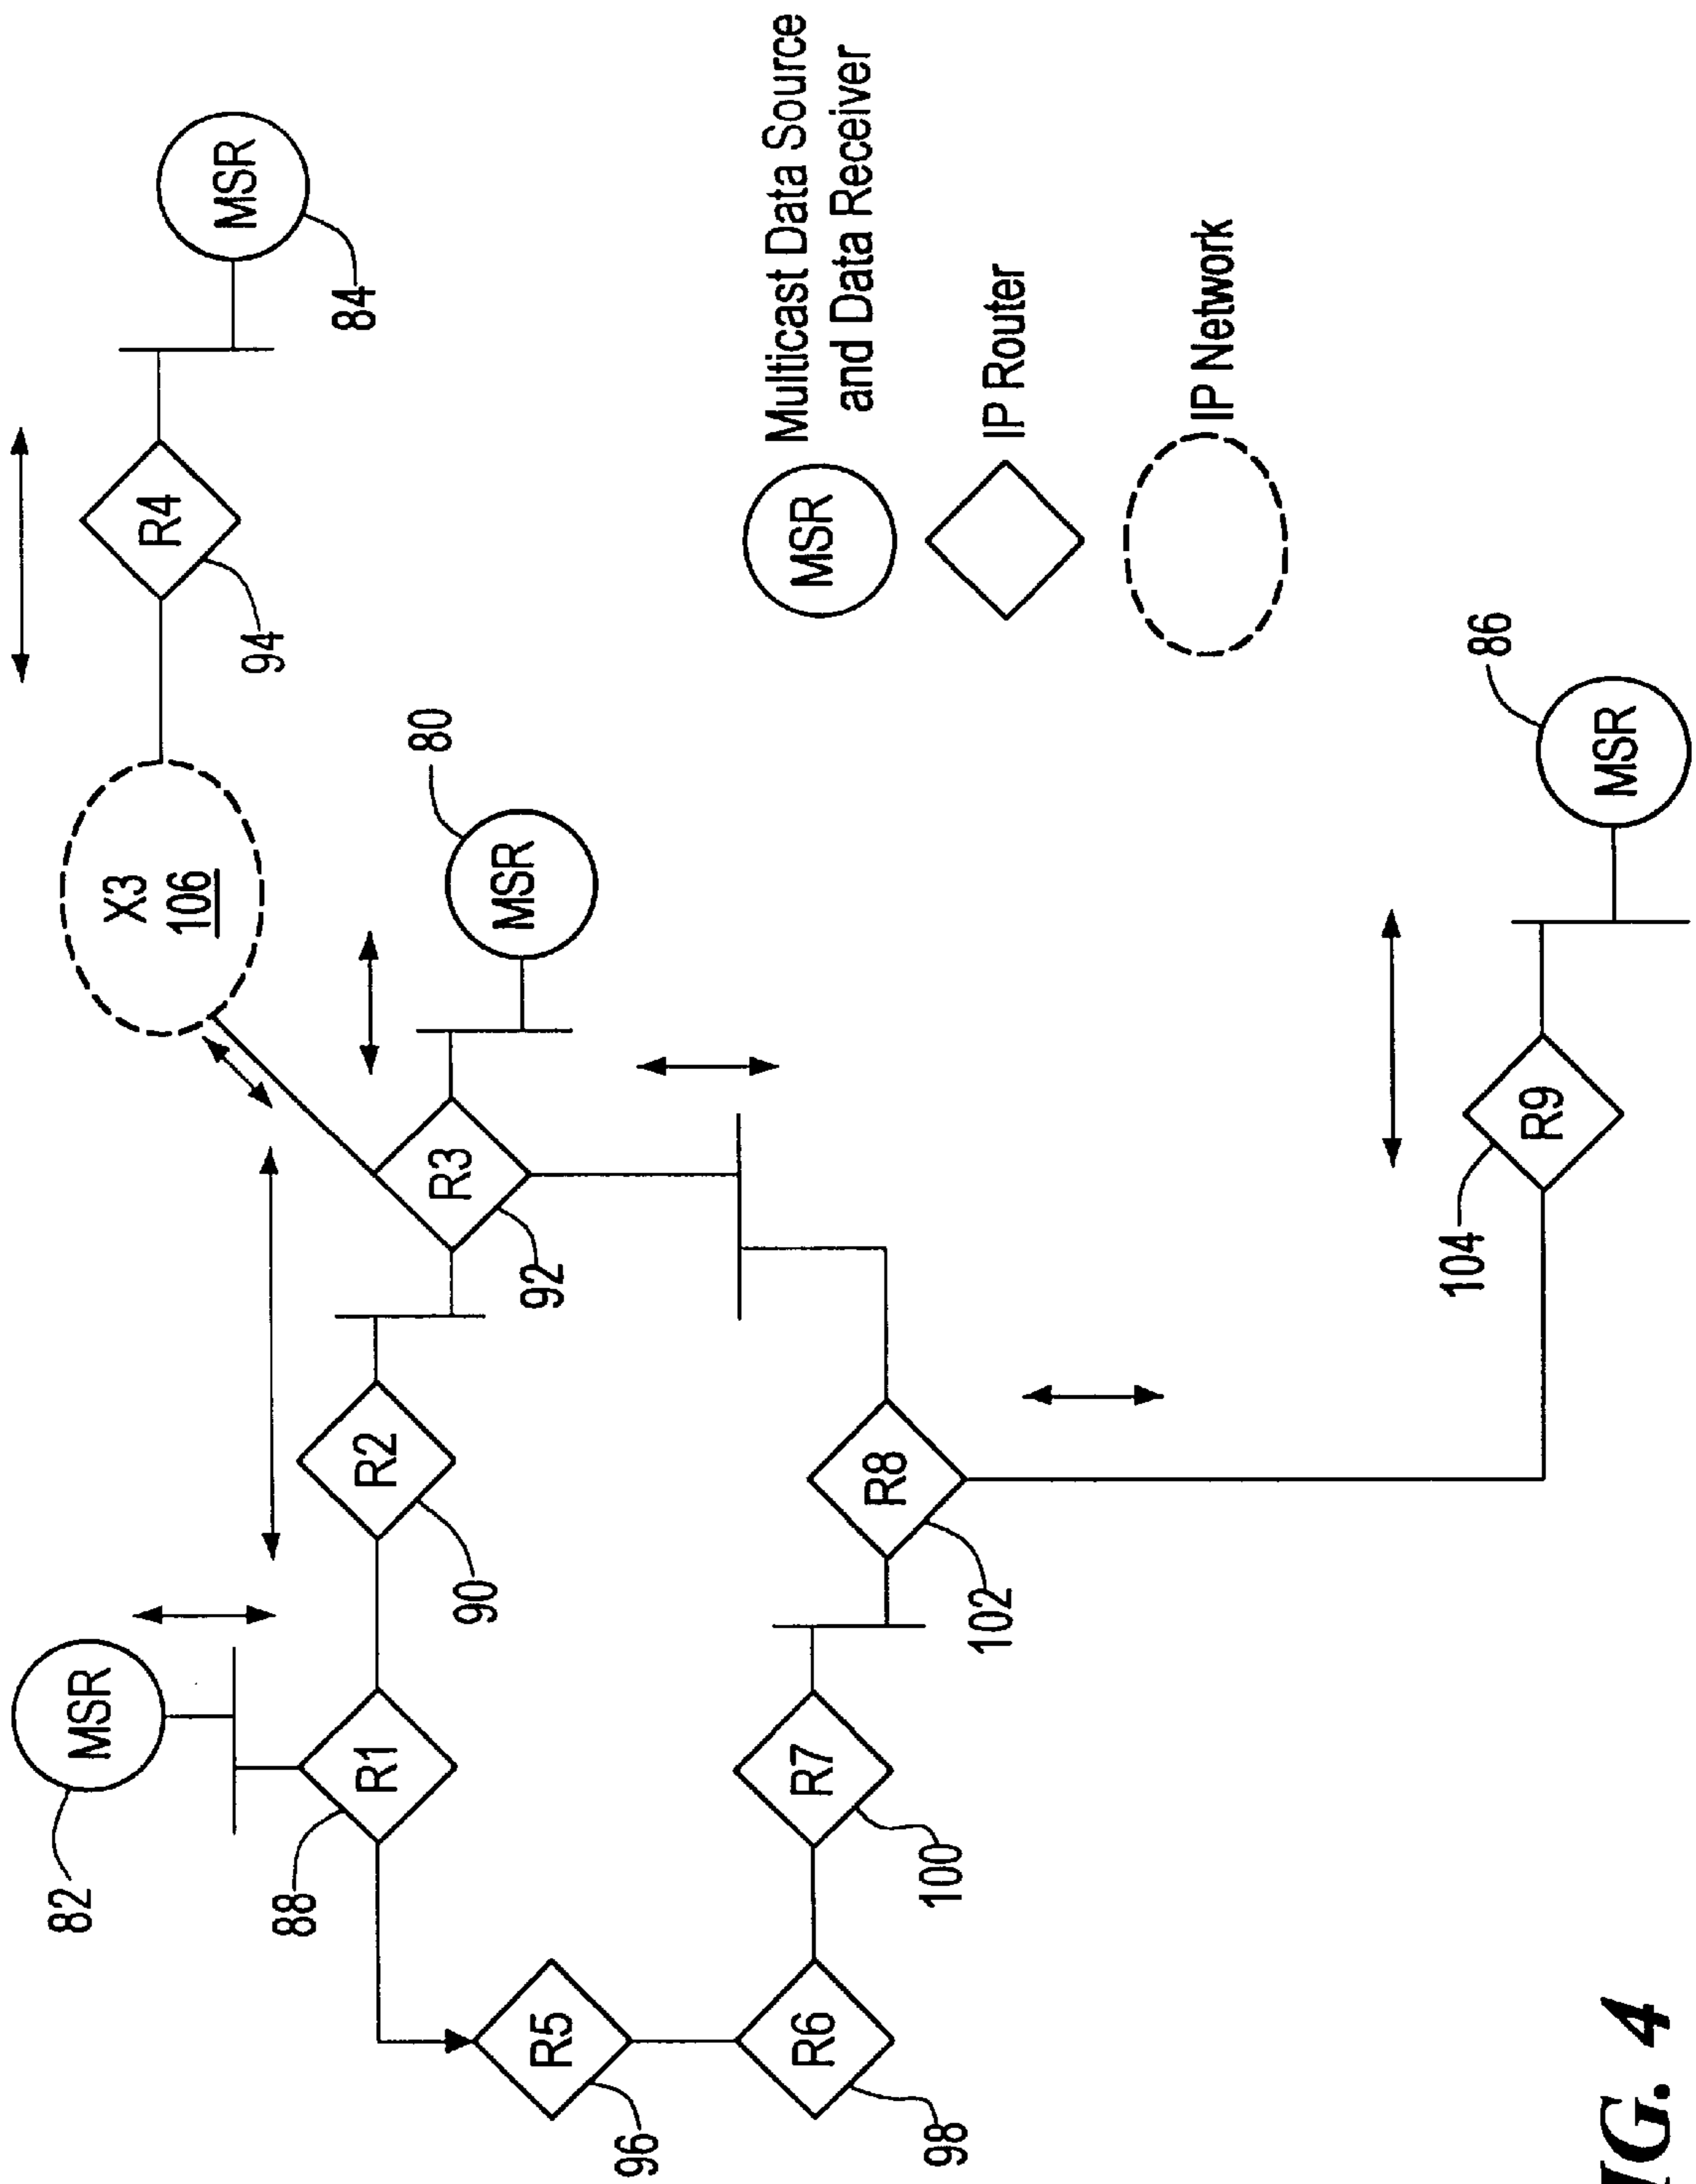 82
MSR
X3
106
R4
MSR
94
88
84
R1
R2
80
R3
90
MSR
92
R5
96
R6
R7
MSR
Multicast Data Source
and Data Receiver
R8
98
100
102
IP Router
IP Network
104
86
R9
MSR
IG. 4